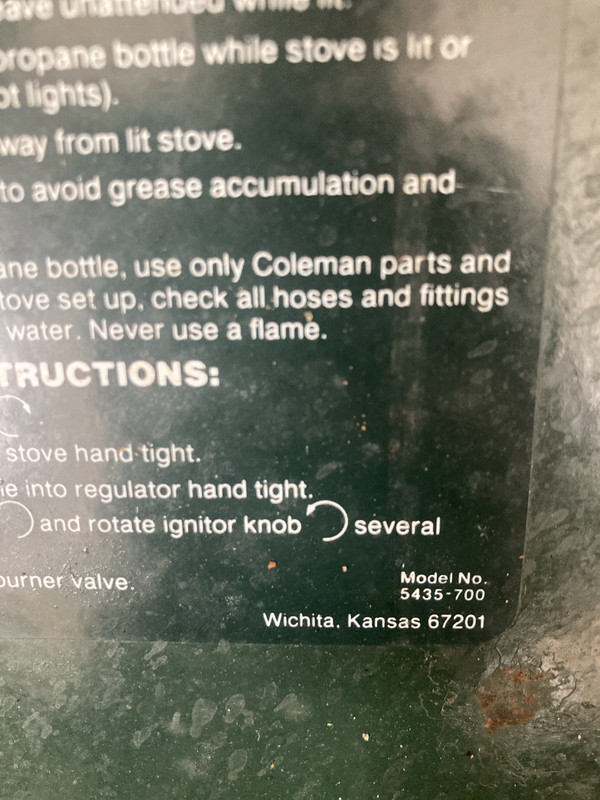 eave unattended while lit.
propane bottle while stove is lit or
ot lights).
way from lit stove.
to avoid grease accumulation and
ane bottle, use only Coleman parts and
tove set up, check all hoses and fittings
water. Never use a flame.
TRUCTIONS:
stove hand tight.
le into regulator hand tight.
and rotate ignitor knob several
burner valve.
Model No.
5435-700
Wichita, Kansas 67201